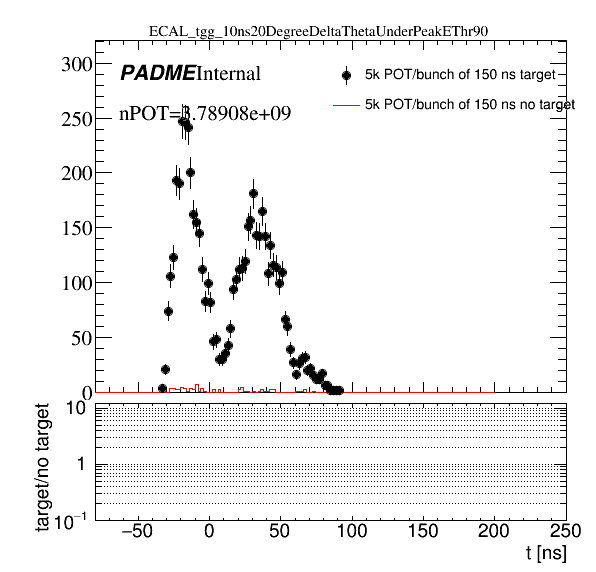 ECAL_tgg_10ns20DegreeDeltaThetaUnderPeakEThr90
PADME Internal
5k POT/bunch of 150 ns target
5k POT/bunch of 150 ns no target
nPOT=3.78908e+09
300
250
200
150
100
50
0
target/no target
10
1
10⁻¹
−50 0 50 100 150 200 250
t [ns]